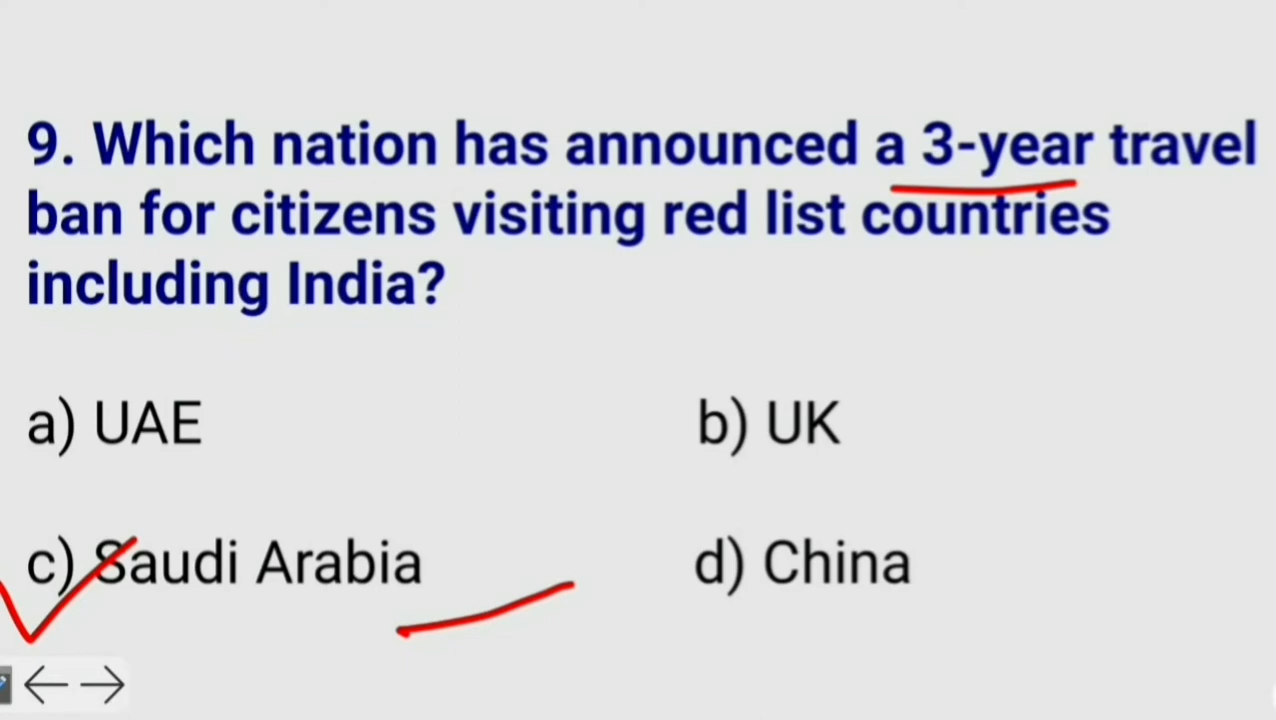 9. Which nation has announced a 3-year travel
ban for citizens visiting red list countries
including India?
a) UAE
b) UK
c) Saudi Arabia
d) China